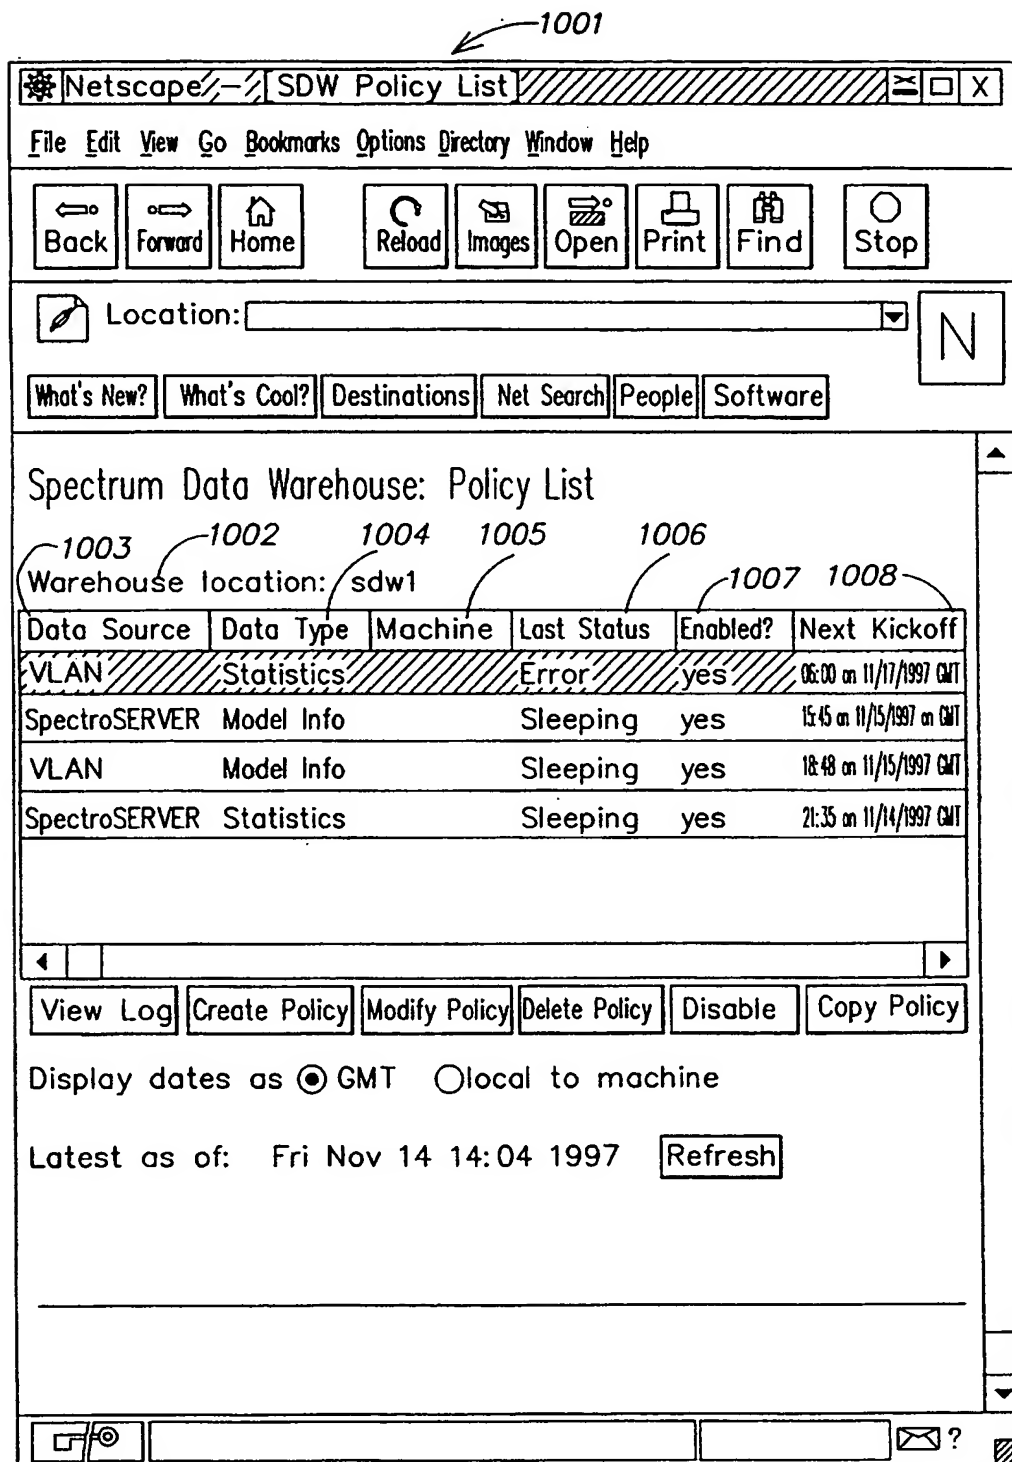 1001
Netscape - [SDW Policy List]
File Edit View Go Bookmarks Options Directory Window Help
Back Forward Home Reload Images Open Print Find Stop
Location:
N
What's New? What's Cool? Destinations Net Search People Software
Spectrum Data Warehouse: Policy List
1003 1002 1004 1005 1006
Warehouse location: sdw1
1007 1008
Data Source Data Type Machine Last Status Enabled? Next Kickoff
VLAN Statistics Error yes 06:00 on 11/17/1997 GMT
SpectroSERVER Model Info Sleeping yes 15:45 on 11/15/1997 on GMT
VLAN Model Info Sleeping yes 18:48 on 11/15/1997 GMT
SpectroSERVER Statistics Sleeping yes 21:35 on 11/14/1997 GMT
View Log Create Policy Modify Policy Delete Policy Disable Copy Policy
Display dates as GMT local to machine
Latest as of: Fri Nov 14 14:04 1997 Refresh
?